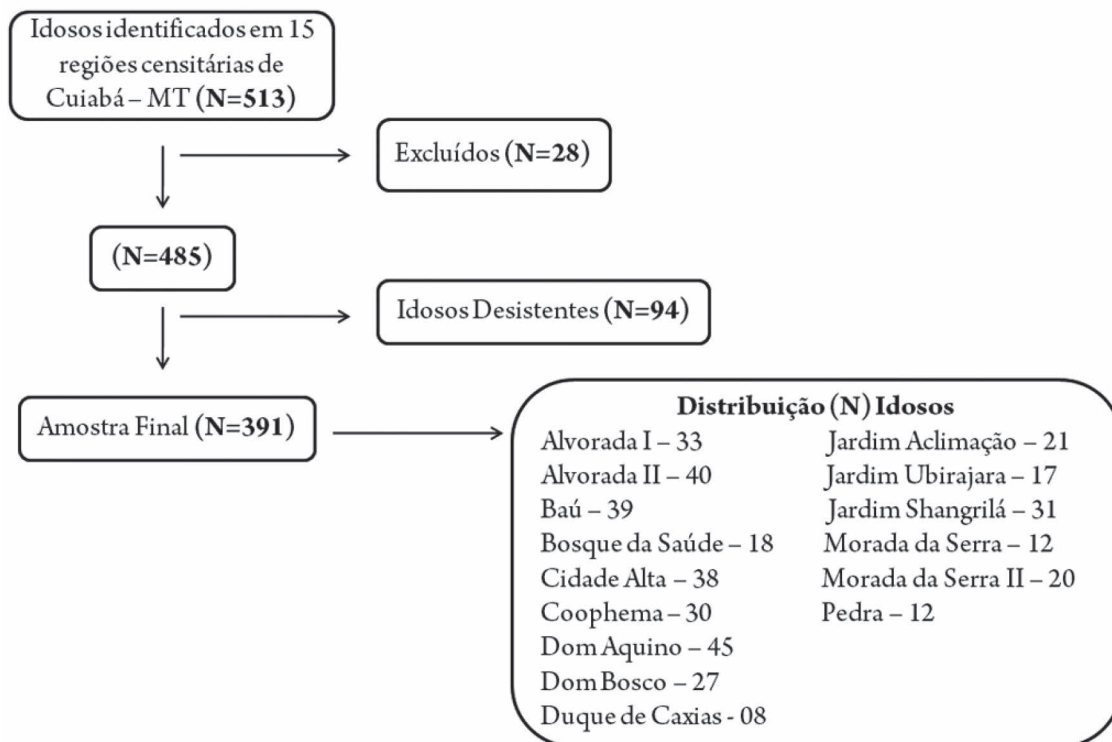 Idosos identificados em 15
regiões censitárias de
Cuiabá – MT (N=513)
Excluídos (N=28)
(N=485)
Idosos Desistentes (N=94)
Amostra Final (N=391)
Distribuição (N) Idosos
Alvorada I – 33
Alvorada II – 40
Baú – 39
Bosque da Saúde – 18
Cidade Alta – 38
Coophema – 30
Dom Aquino – 45
Dom Bosco – 27
Duque de Caxias - 08
Jardim Aclimação – 21
Jardim Ubirajara – 17
Jardim Shangrilá – 31
Morada da Serra – 12
Morada da Serra II – 20
Pedra – 12